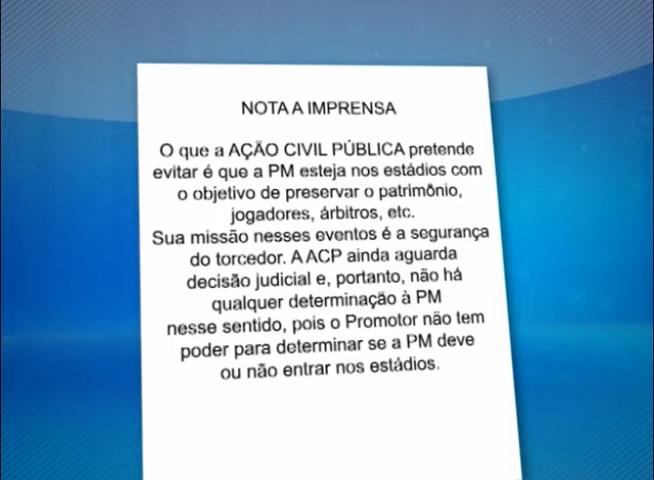 NOTA A IMPRENSA
O que a AÇÃO CIVIL PÚBLICA pretende
evitar é que a PM esteja nos estádios com
o objetivo de preservar o patrimônio,
jogadores, árbitros, etc.
Sua missão nesses eventos é a segurança
do torcedor. A ACP ainda aguarda
decisão judicial e, portanto, não há
qualquer determinação à PM
nesse sentido, pois o Promotor não tem
poder para determinar se a PM deve
ou não entrar nos estádios.